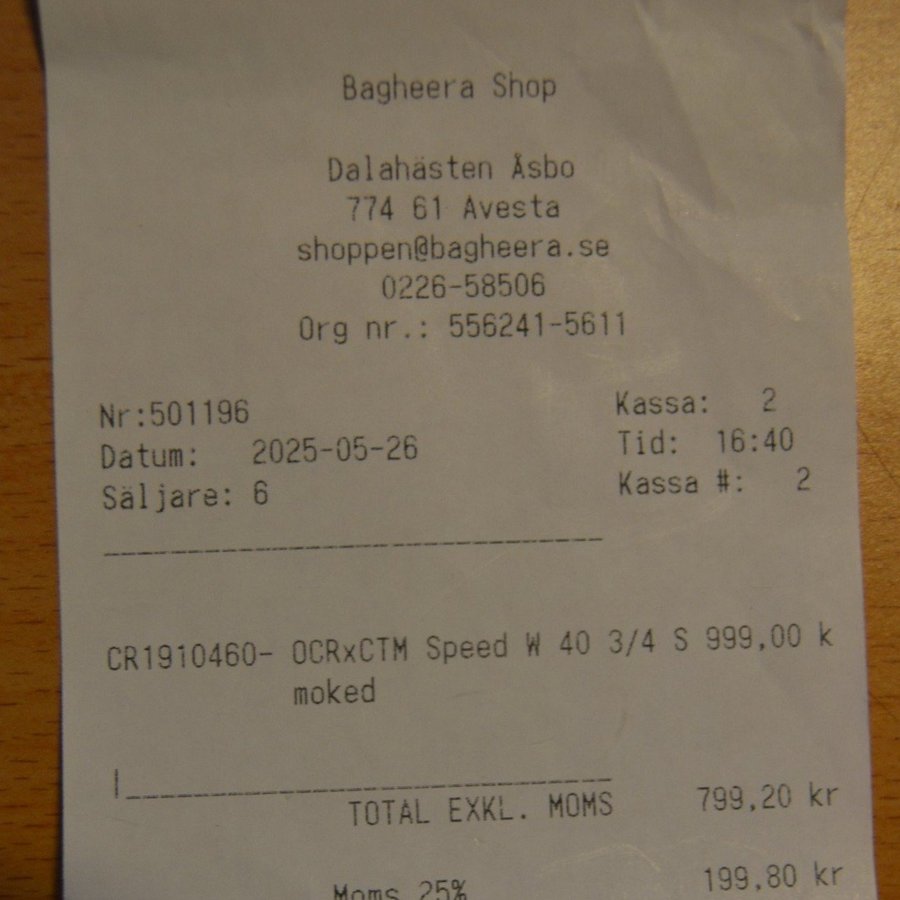 Bagheera Shop
Dalahästen Åsbo
774 61 Avesta
shoppen@bagheera.se
0226-58506
Org nr.: 556241-5611
Nr:501196 Kassa: 2
Datum: 2025-05-26 Tid: 16:40
Säljare: 6 Kassa #: 2
CR1910460- OCRxCTM Speed W 40 3/4 S 999,00 k
moked
TOTAL EXKL. MOMS 799,20 kr
Moms 25% 199,80 kr